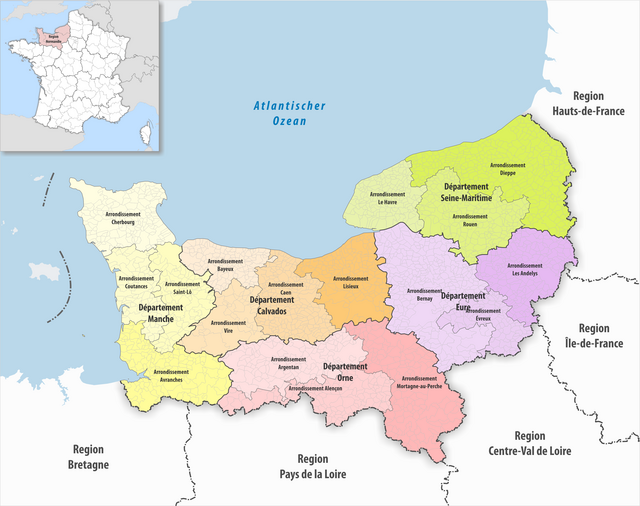 Region
Normandie
Atlantischer
Ozean
Region
Hauts-de-France
Arrondissement
Dieppe
Arrondissement
Le Havre
Département
Seine-Maritime
Arrondissement
Rouen
Arrondissement
Cherbourg
Arrondissement
Bayeux
Arrondissement
Les Andelys
Arrondissement
Coutances
Arrondissement
Saint-Lô
Arrondissement
Caen
Arrondissement
Lisieux
Arrondissement
Bernay
Département
Eure
Arrondissement
Évreux
Département
Manche
Département
Calvados
Arrondissement
Vire
Region
Île-de-France
Arrondissement
Avranches
Arrondissement
Argentan
Département
Orne
Arrondissement Alençon
Arrondissement
Mortagne-au-Perche
Region
Bretagne
Region
Pays de la Loire
Region
Centre-Val de Loire